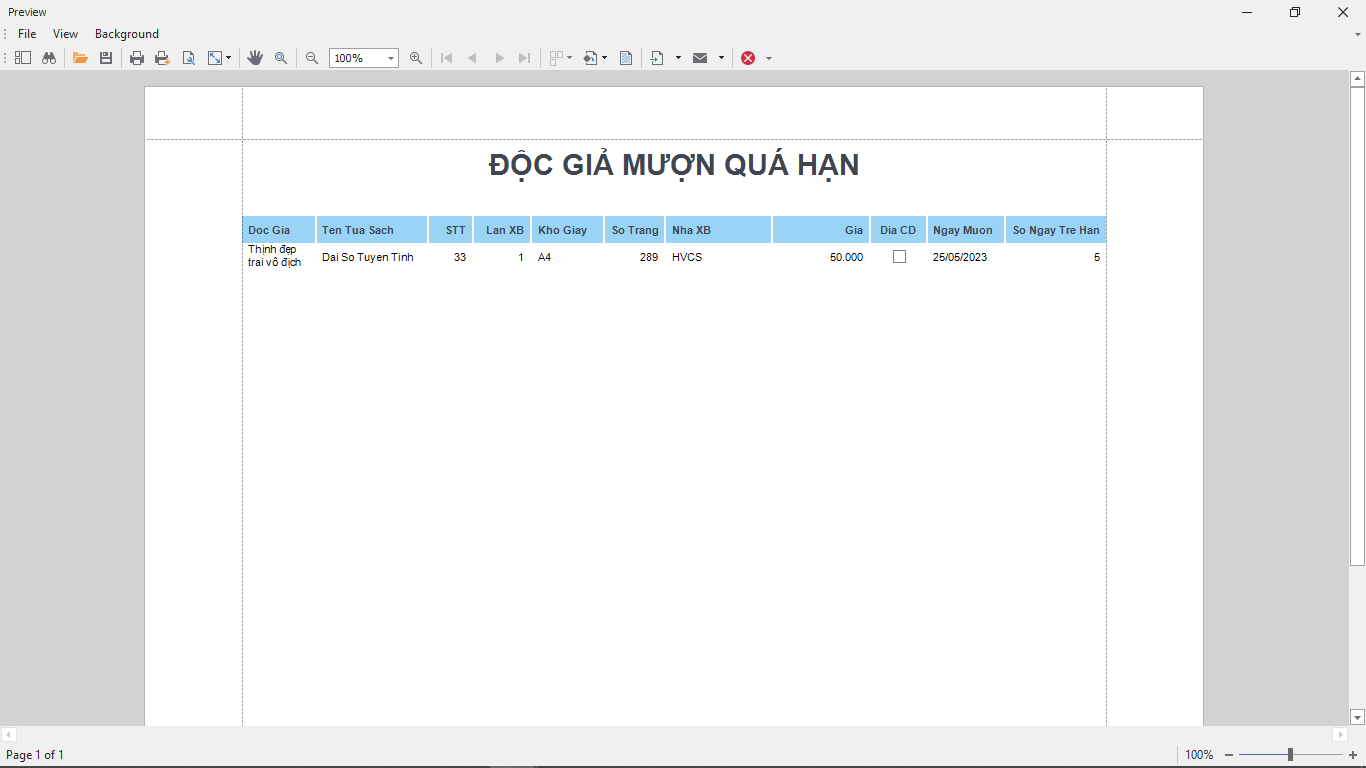 Preview
File View Background
100%
ĐỘC GIẢ MƯỢN QUÁ HẠN
Doc Gia Ten Tua Sach STT Lan XB Kho Giay So Trang Nha XB Gia Dia CD Ngay Muon So Ngay Tre Han
Thịnh đẹp
trai vô địch Dai So Tuyen Tinh 33 1 A4 289 HVCS 50.000 25/05/2023 5
Page 1 of 1 100%